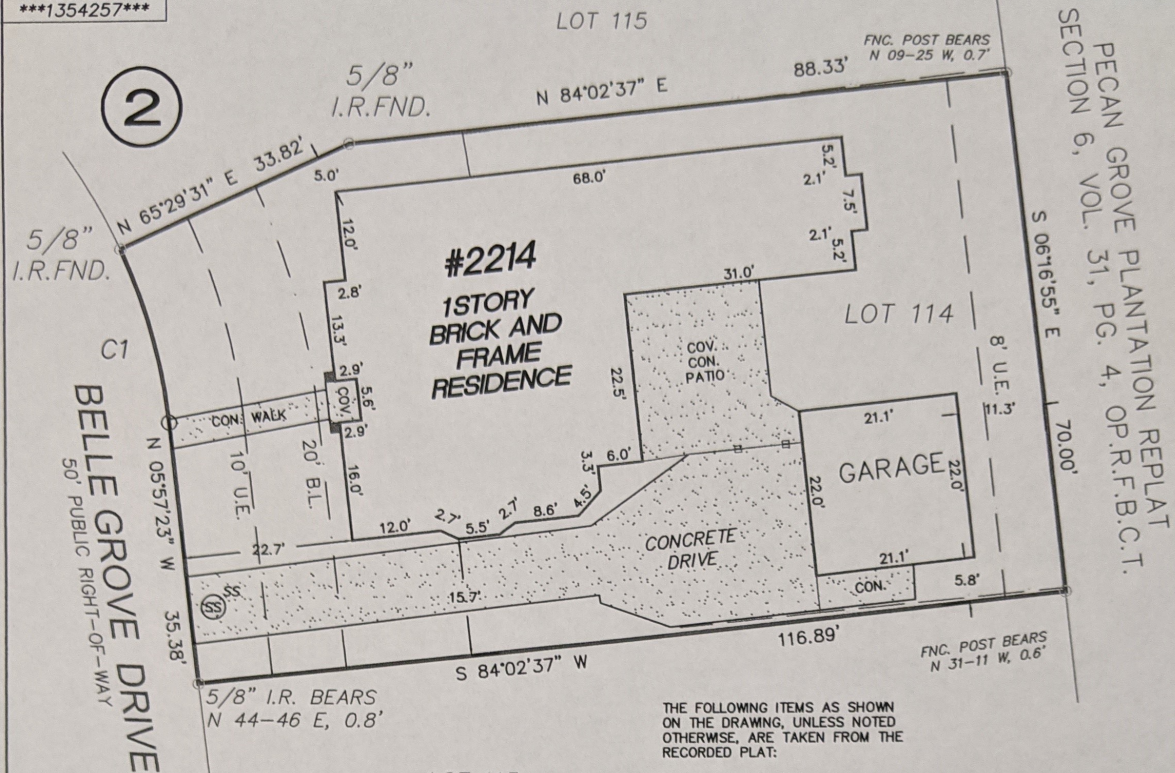 ***1354257***
LOT 115
2
5/8"
I.R.FND.
N 84°02'37" E
88.33'
FNC. POST BEARS
N 09-25 W, 0.7'
PECAN GROVE PLANTATION REPLAT
SECTION 6, VOL. 31, PG. 4, OP.R.F.B.C.T.
N 65°29'31" E 33.82'
5/8"
I.R.FND.
5.0'
68.0'
5.2'
2.1'
7.5'
2.1'
5.2'
12.0'
#2214
1STORY
BRICK AND
FRAME
RESIDENCE
2.8'
13.3'
31.0'
LOT 114
S 06°16'55" E
70.00'
C1
2.9'
COV.
5.6'
2.9'
CON. WALK
COV.
CON.
PATIO
22.5'
8' U.E.
11.3'
21.1'
GARAGE
22.0'
22.0'
21.1'
BELLE GROVE DRIVE
50' PUBLIC RIGHT-OF-WAY
N 05°57'23" W
35.38'
10' U.E.
20' B.L.
16.0'
12.0'
2.7'
5.5'
2.7'
8.6'
4.5'
3.3'
6.0'
22.7'
CONCRETE
DRIVE
SS
SS
15.7'
CON.
5.8'
S 84°02'37" W
116.89'
FNC. POST BEARS
N 31-11 W, 0.6'
5/8" I.R. BEARS
N 44-46 E, 0.8'
THE FOLLOWING ITEMS AS SHOWN
ON THE DRAWING, UNLESS NOTED
OTHERWISE, ARE TAKEN FROM THE
RECORDED PLAT: